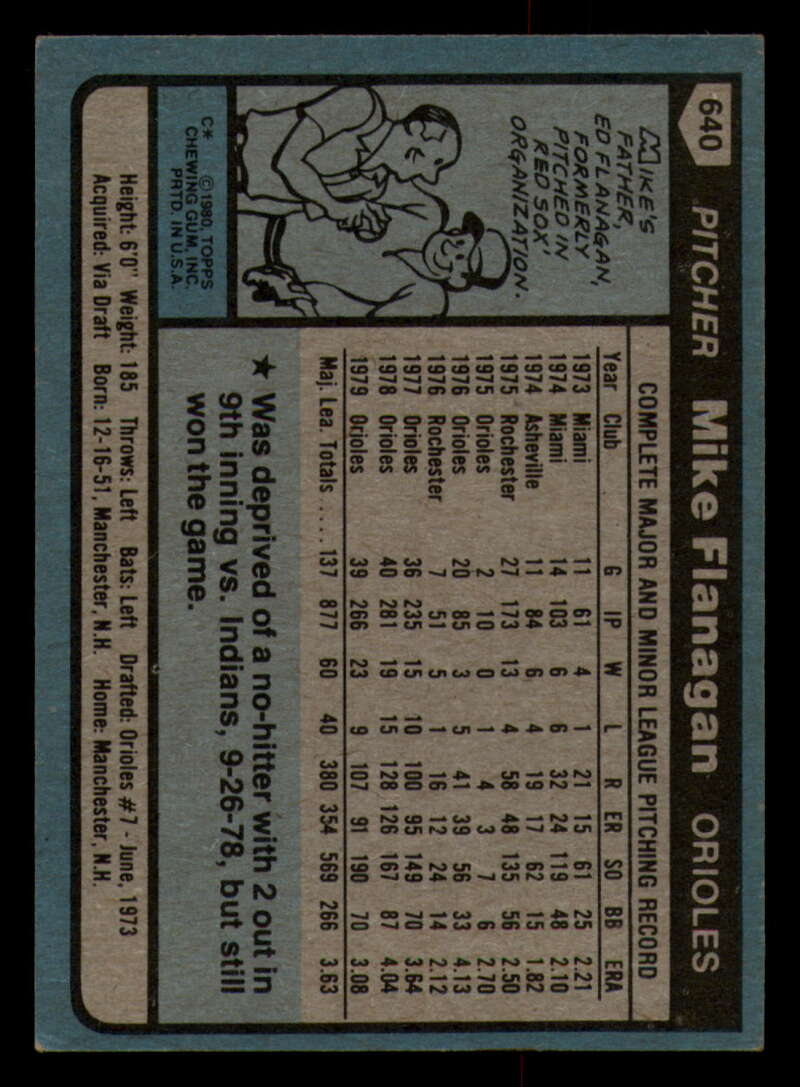 640 PITCHER Mike Flanagan ORIOLES
MIKE'S
FATHER,
ED FLANAGAN,
FORMERLY
PITCHED IN
RED SOX'
ORGANIZATION.
C* ©1980, TOPPS
CHEWING GUM, INC.
PRTD. IN U.S.A.
COMPLETE MAJOR AND MINOR LEAGUE PITCHING RECORD
Year Club G IP W L R ER SO BB ERA
1973 Miami 11 61 4 1 21 15 61 25 2.21
1974 Miami 14 103 6 6 32 24 119 48 2.10
1974 Asheville 11 84 6 4 19 17 62 15 1.82
1975 Rochester 27 173 13 4 58 48 135 56 2.50
1975 Orioles 2 10 0 1 4 3 7 6 2.70
1976 Orioles 20 85 3 5 41 39 56 33 4.13
1976 Rochester 7 51 5 1 16 12 24 14 2.12
1977 Orioles 36 235 15 10 100 95 149 70 3.64
1978 Orioles 40 281 19 15 128 126 167 87 4.04
1979 Orioles 39 266 23 9 107 91 190 70 3.08
Maj. Lea. Totals .... 137 877 60 40 380 354 569 266 3.63
★ Was deprived of a no-hitter with 2 out in
9th inning vs. Indians, 9-26-78, but still
won the game.
Height: 6'0" Weight: 185 Throws: Left Bats: Left Drafted: Orioles #7 - June, 1973
Acquired: Via Draft Born: 12-16-51, Manchester, N.H. Home: Manchester, N.H.